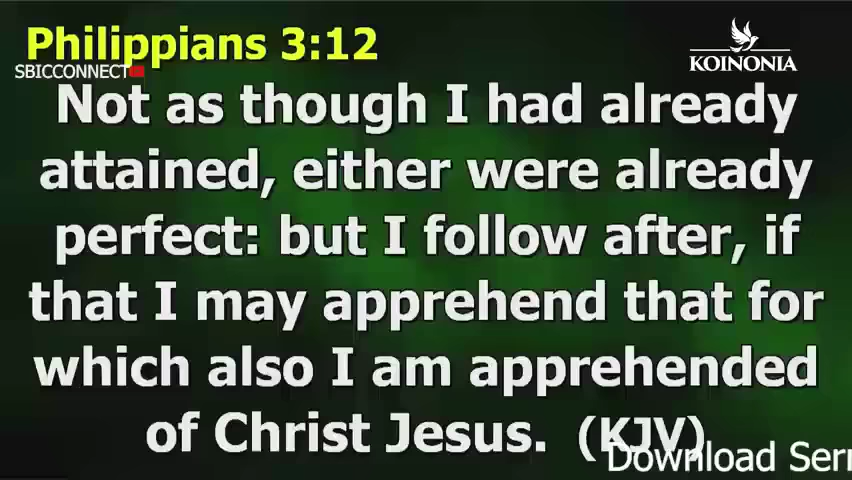 Philippians 3:12
KOINONIA
SBICCONNECT
Not as though I had already
attained, either were already
perfect: but I follow after, if
that I may apprehend that for
which also I am apprehended
of Christ Jesus. (KJV)
Download